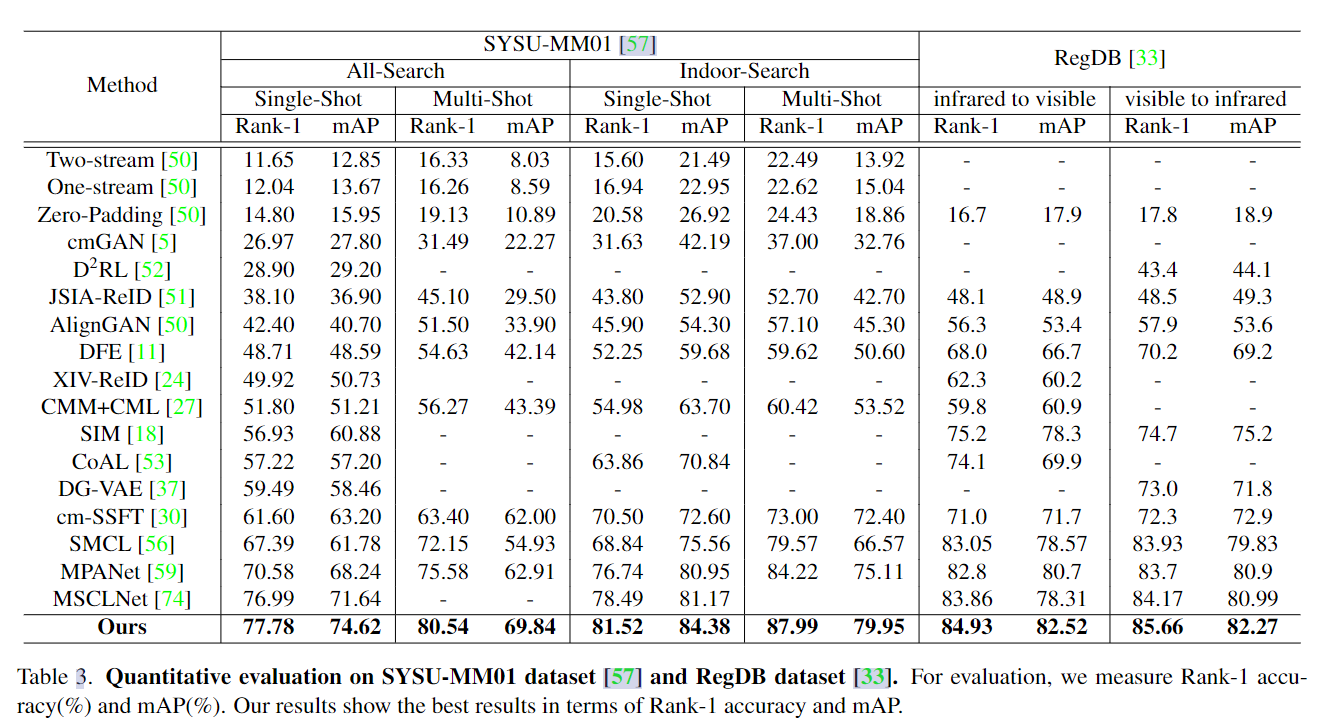 SYSU-MM01 [57]
Method RegDB [33]
All-Search Indoor-Search
Single-Shot Multi-Shot Single-Shot Multi-Shot infrared to visible visible to infrared
Rank-1 mAP Rank-1 mAP Rank-1 mAP Rank-1 mAP Rank-1 mAP Rank-1 mAP
Two-stream [50] 11.65 12.85 16.33 8.03 15.60 21.49 22.49 13.92 - - - -
One-stream [50] 12.04 13.67 16.26 8.59 16.94 22.95 22.62 15.04 - - - -
Zero-Padding [50] 14.80 15.95 19.13 10.89 20.58 26.92 24.43 18.86 16.7 17.9 17.8 18.9
cmGAN [5] 26.97 27.80 31.49 22.27 31.63 42.19 37.00 32.76 - - - -
D²RL [52] 28.90 29.20 - - - - - - - - 43.4 44.1
JSIA-ReID [51] 38.10 36.90 45.10 29.50 43.80 52.90 52.70 42.70 48.1 48.9 48.5 49.3
AlignGAN [50] 42.40 40.70 51.50 33.90 45.90 54.30 57.10 45.30 56.3 53.4 57.9 53.6
DFE [11] 48.71 48.59 54.63 42.14 52.25 59.68 59.62 50.60 68.0 66.7 70.2 69.2
XIV-ReID [24] 49.92 50.73 - - - - - 62.3 60.2 - -
CMM+CML [27] 51.80 51.21 56.27 43.39 54.98 63.70 60.42 53.52 59.8 60.9 - -
SIM [18] 56.93 60.88 - - - - - - 75.2 78.3 74.7 75.2
CoAL [53] 57.22 57.20 - - 63.86 70.84 - - 74.1 69.9 - -
DG-VAE [37] 59.49 58.46 - - - - - - - - 73.0 71.8
cm-SSFT [30] 61.60 63.20 63.40 62.00 70.50 72.60 73.00 72.40 71.0 71.7 72.3 72.9
SMCL [56] 67.39 61.78 72.15 54.93 68.84 75.56 79.57 66.57 83.05 78.57 83.93 79.83
MPANet [59] 70.58 68.24 75.58 62.91 76.74 80.95 84.22 75.11 82.8 80.7 83.7 80.9
MSCLNet [74] 76.99 71.64 - - 78.49 81.17 83.86 78.31 84.17 80.99
Ours 77.78 74.62 80.54 69.84 81.52 84.38 87.99 79.95 84.93 82.52 85.66 82.27
Table 3. Quantitative evaluation on SYSU-MM01 dataset [57] and RegDB dataset [33]. For evaluation, we measure Rank-1 accu-
racy(%) and mAP(%). Our results show the best results in terms of Rank-1 accuracy and mAP.